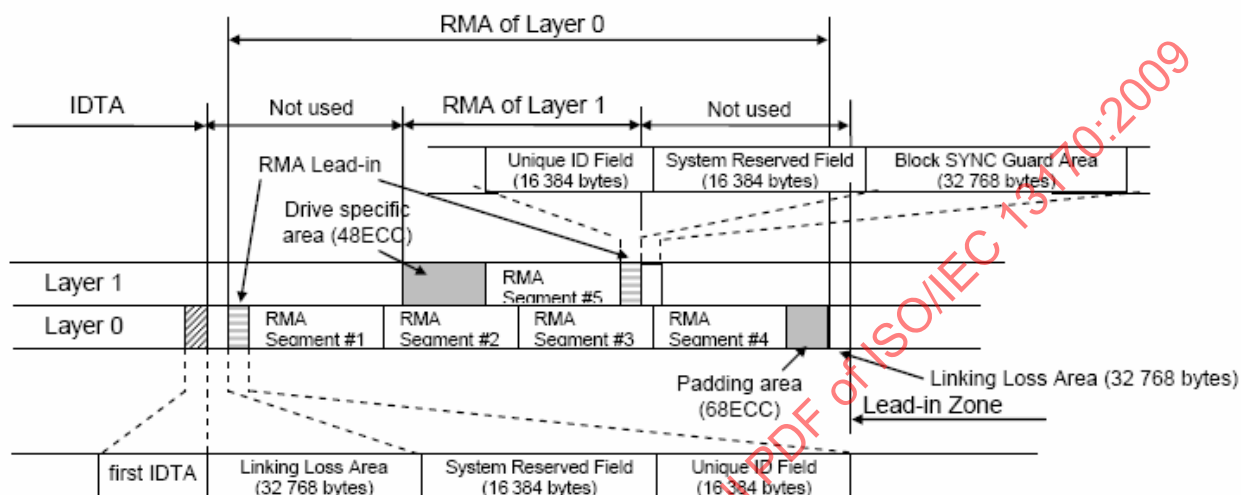 RMA of Layer 0
IDTA
Not used
RMA of Layer 1
Not used
RMA Lead-in
Unique ID Field
(16 384 bytes)
System Reserved Field
(16 384 bytes)
Block SYNC Guard Area
(32 768 bytes)
Drive specific
area (48ECC)
Layer 1
RMA
Segment #5
Layer 0
RMA
Segment #1
RMA
Segment #2
RMA
Segment #3
RMA
Segment #4
Padding area
(68ECC)
Linking Loss Area (32 768 bytes)
Lead-in Zone
first IDTA
Linking Loss Area
(32 768 bytes)
System Reserved Field
(16 384 bytes)
Unique ID Field
(16 384 bytes)
PDF of ISO/IEC 13170:2009